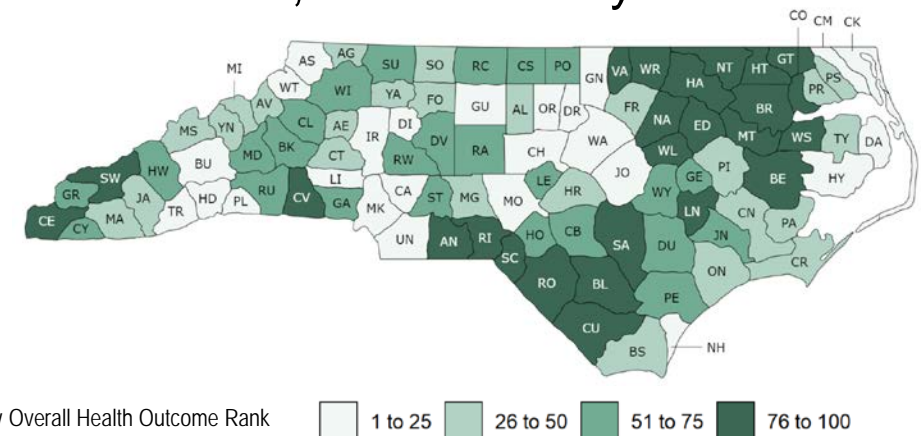 CO CM CK
AS AG SU SO RC CS PO GN VA WR HA NT HT GT
MI WT WI YA FO GU AL OR DR FR NA ED BR PR PS
AV CL AE IR DI DV RA WA WL MT WS TY DA
MS YN MD BK CT RW CH JO PI BE HY
SW HW BU LI CA ST MG MO LE HR WY GE
GR JA RU CV GA MK LN CN PA
CE CY MA TR HD PL UN AN RI SC HO CB SA DU JN CR
RO BL PE ON
CU BS NH
Overall Health Outcome Rank
1 to 25 26 to 50 51 to 75 76 to 100